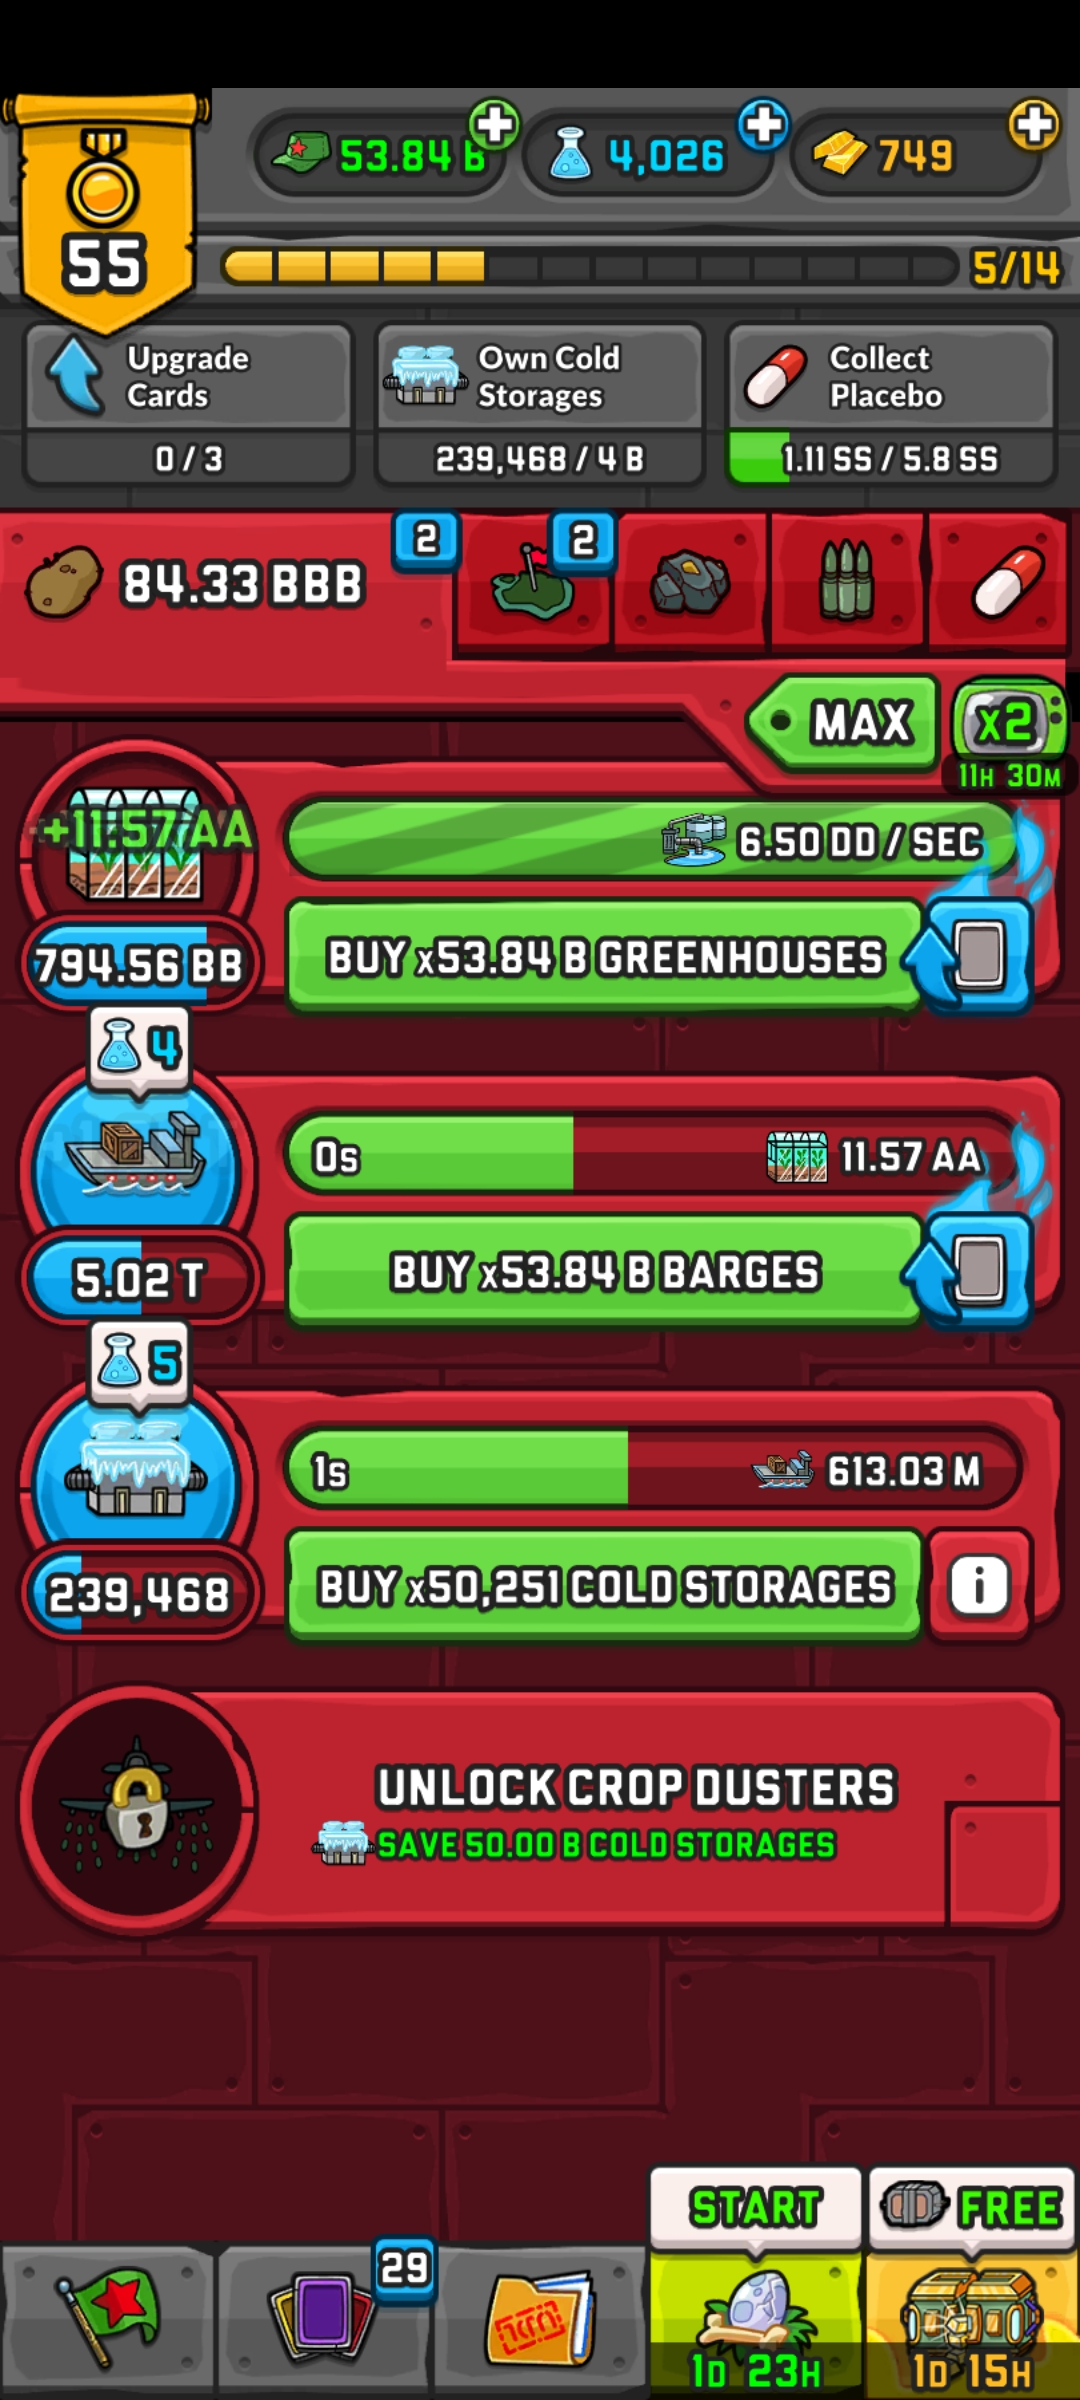 55
53.84 B
4,026
749
5/14
Upgrade
Cards
0 / 3
Own Cold
Storages
239,468 / 4 B
Collect
Placebo
1.11 SS / 5.8 SS
84.33 BBB
2
2
MAX
x2
11H 30M
+11.57 AA
6.50 DD / SEC
794.56 BB
BUY x53.84 B GREENHOUSES
4
0s
11.57 AA
5.02 T
BUY x53.84 B BARGES
5
1s
613.03 M
239,468
BUY x50,251 COLD STORAGES
i
UNLOCK CROP DUSTERS
SAVE 50.00 B COLD STORAGES
START
FREE
29
1D 23H
1D 15H